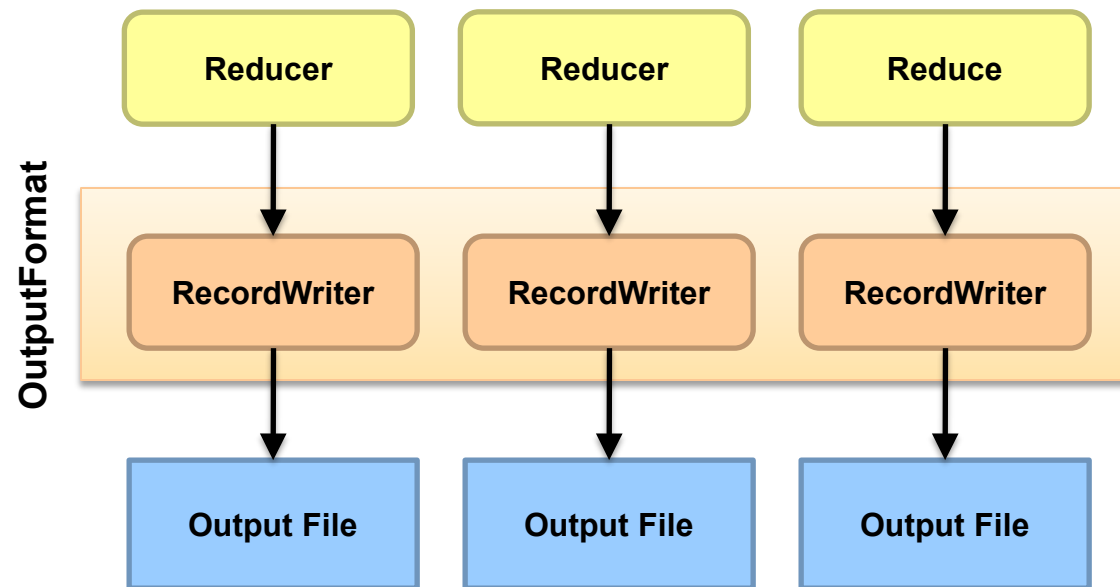 Reducer
Reducer
Reduce
OutputFormat
RecordWriter
RecordWriter
RecordWriter
Output File
Output File
Output File